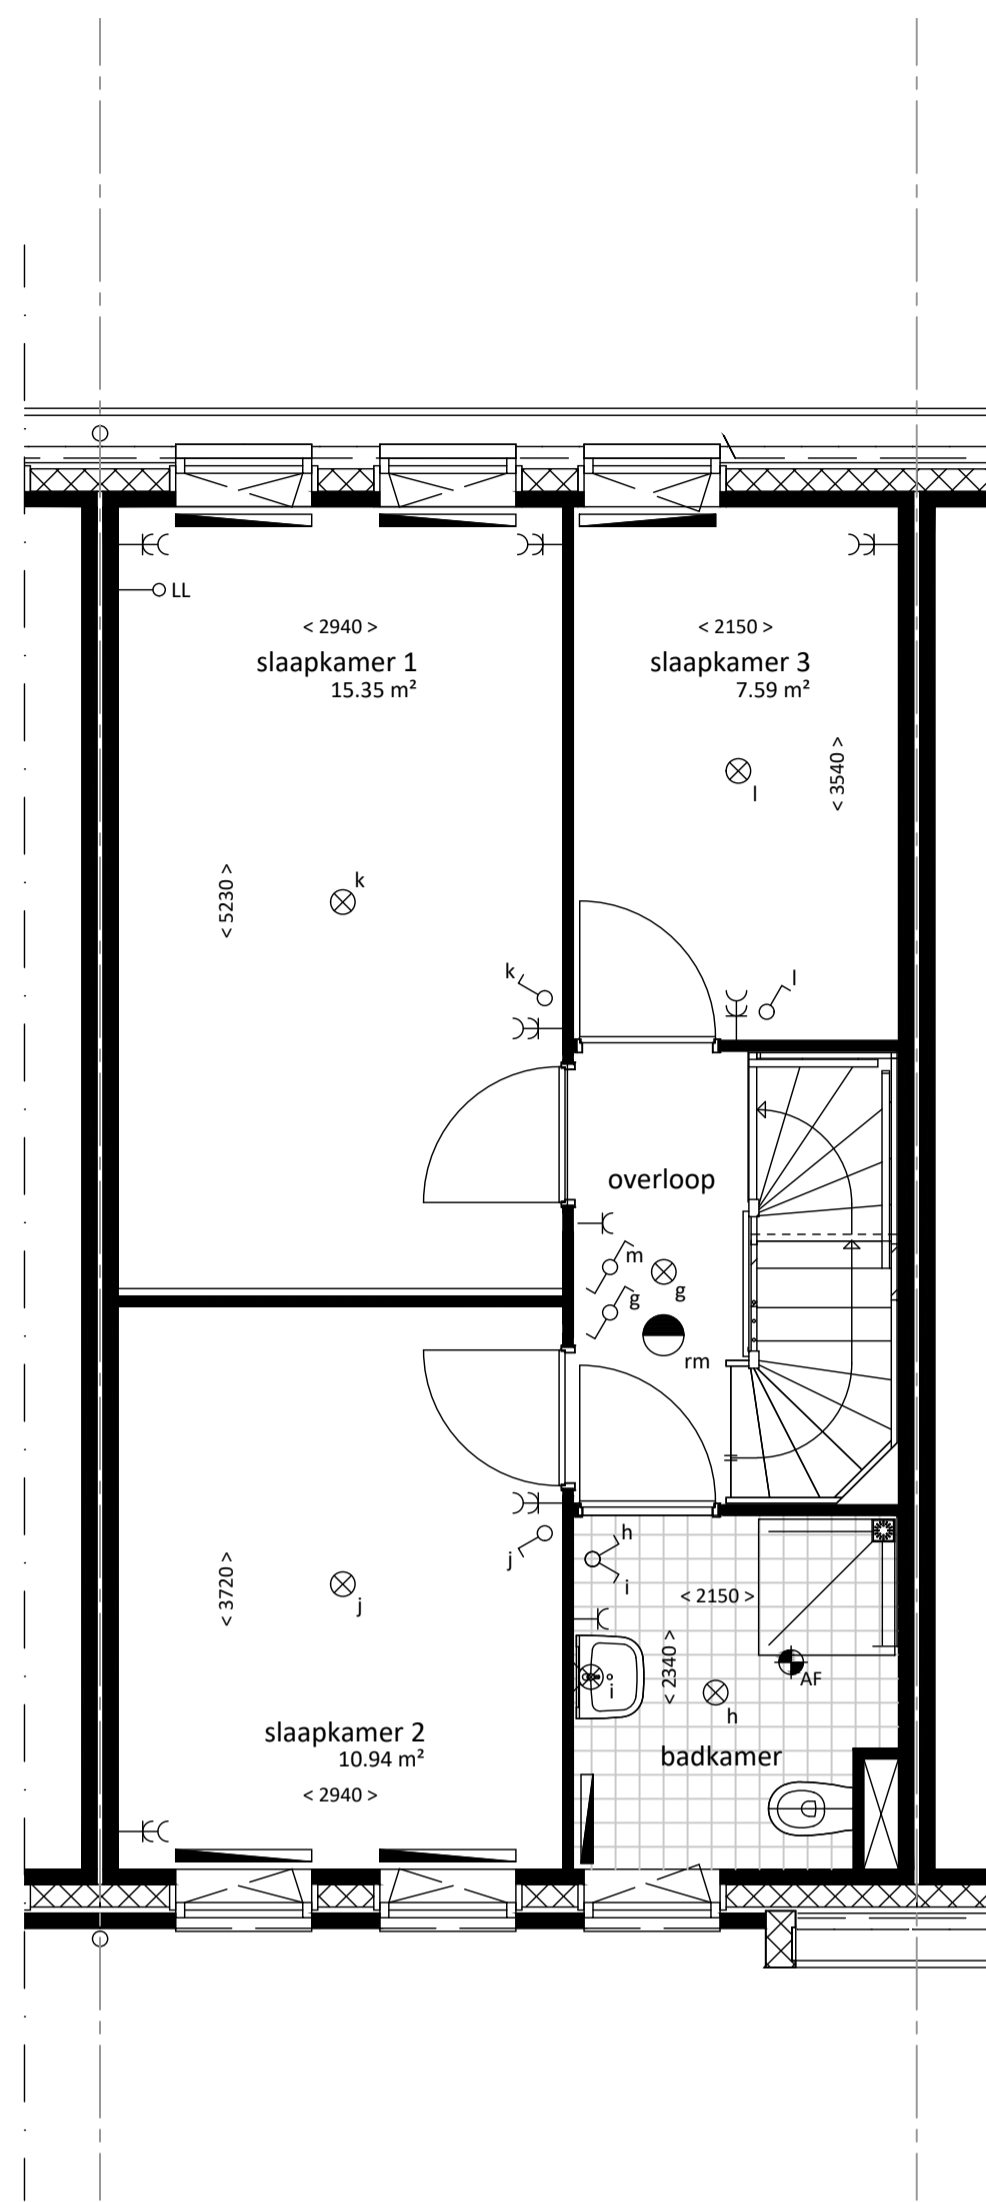 LL
< 2940 >
slaapkamer 1
15.35 m²
< 2150 >
slaapkamer 3
7.59 m²
< 3540 >
l
k
< 5230 >
k
l
overloop
m
g
g
rm
j
j
< 3720 >
h
i
< 2150 >
< 2340 >
AF
i
h
slaapkamer 2
10.94 m²
< 2940 >
badkamer